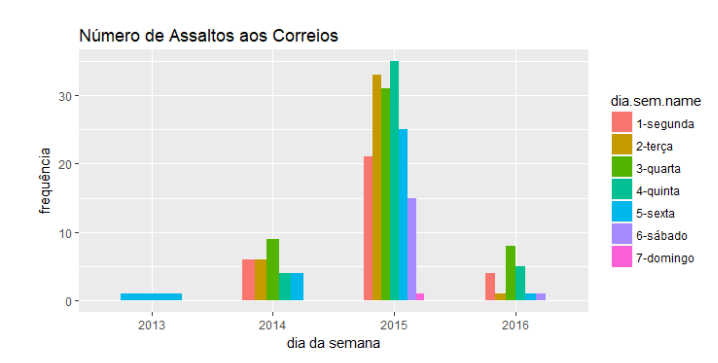 Número de Assaltos aos Correios
frequência
30
20
10
0
2013 2014 2015 2016
dia da semana
dia.sem.name
1-segunda
2-terça
3-quarta
4-quinta
5-sexta
6-sábado
7-domingo